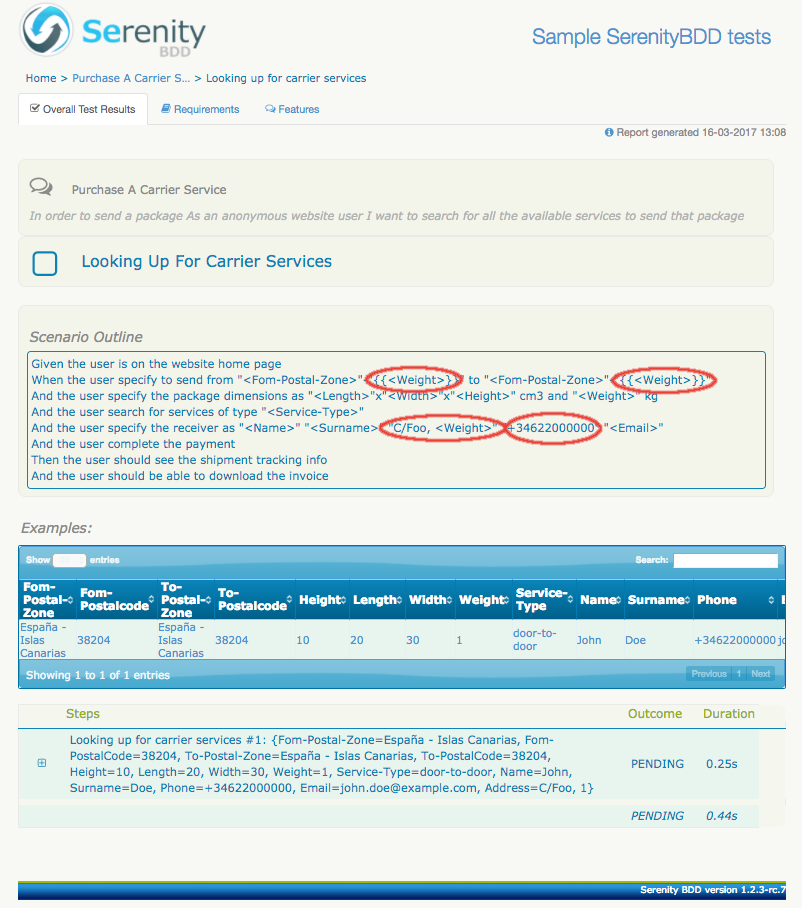 Serenity
BDD
Sample SerenityBDD tests
Home > Purchase A Carrier S... > Looking up for carrier services
Overall Test Results Requirements Features
Report generated 16-03-2017 13:08
Purchase A Carrier Service
In order to send a package As an anonymous website user I want to search for all the available services to send that package
Looking Up For Carrier Services
Scenario Outline
Given the user is on the website home page
When the user specify to send from "<Fom-Postal-Zone>" "{{<Weight>}}" to "<Fom-Postal-Zone>" "{{<Weight>}}"
And the user specify the package dimensions as "<Length>"x"<Width>"x"<Height>" cm3 and "<Weight>" kg
And the user search for services of type "<Service-Type>"
And the user specify the receiver as "<Name>" "<Surname>" "C/Foo, <Weight>" "+34622000000" "<Email>"
And the user complete the payment
Then the user should see the shipment tracking info
And the user should be able to download the invoice
Examples:
Show entries Search:
Fom-Postal-Zone Fom-Postalcode To-Postal-Zone To-Postalcode Height Length Width Weight Service-Type Name Surname Phone
España - Islas Canarias 38204 España - Islas Canarias 38204 10 20 30 1 door-to-door John Doe +34622000000 jo
Showing 1 to 1 of 1 entries Previous 1 Next
Steps Outcome Duration
Looking up for carrier services #1: {Fom-Postal-Zone=España - Islas Canarias, Fom-
PostalCode=38204, To-Postal-Zone=España - Islas Canarias, To-PostalCode=38204,
Height=10, Length=20, Width=30, Weight=1, Service-Type=door-to-door, Name=John,
Surname=Doe, Phone=+34622000000, Email=john.doe@example.com, Address=C/Foo, 1}
PENDING 0.25s
PENDING 0.44s
Serenity BDD version 1.2.3-rc.7